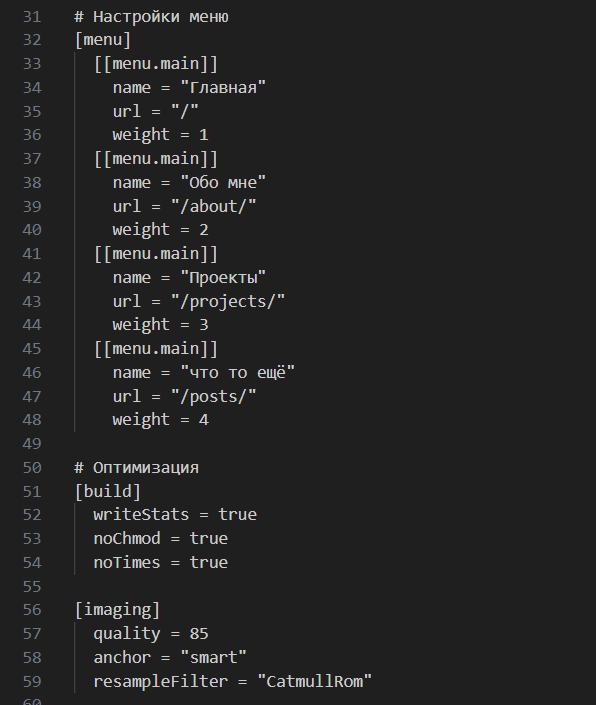 31 # Настройки меню
32 [menu]
33 [[menu.main]]
34 name = "Главная"
35 url = "/"
36 weight = 1
37 [[menu.main]]
38 name = "Обо мне"
39 url = "/about/"
40 weight = 2
41 [[menu.main]]
42 name = "Проекты"
43 url = "/projects/"
44 weight = 3
45 [[menu.main]]
46 name = "что то ещё"
47 url = "/posts/"
48 weight = 4
49
50 # Оптимизация
51 [build]
52 writeStats = true
53 noChmod = true
54 noTimes = true
55
56 [imaging]
57 quality = 85
58 anchor = "smart"
59 resampleFilter = "CatmullRom"
60